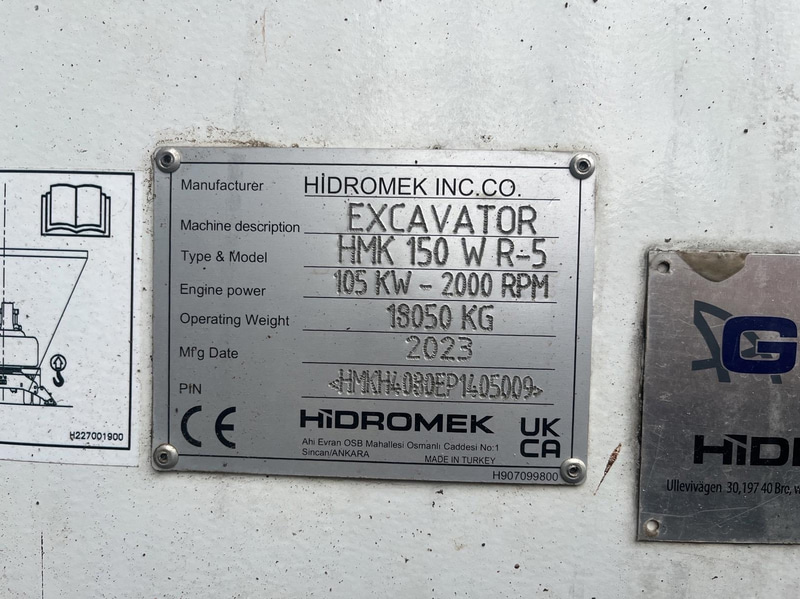 Manufacturer HİDROMEK INC.CO.
Machine description EXCAVATOR
Type & Model HMK 150 W R-5
Engine power 105 KW - 2000 RPM
Operating Weight 18050 KG
Mf'g Date 2023
PIN <HMKH4080EP1405009>
CE HİDROMEK UK CA
Ahi Evran OSB Mahallesi Osmanlı Caddesi No:1
Sincan/ANKARA MADE IN TURKEY
H907099800
H227001900
G
HİD
Ullevivägen 30,197 40 Bro, w